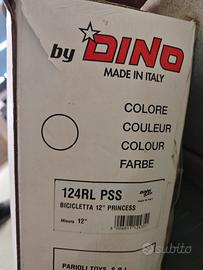 by DINO
MADE IN ITALY
COLORE
COULEUR
COLOUR
FARBE
124RL PSS
BICICLETTA 12" PRINCESS
Misura 12"
PARIOLI TOYS
subito